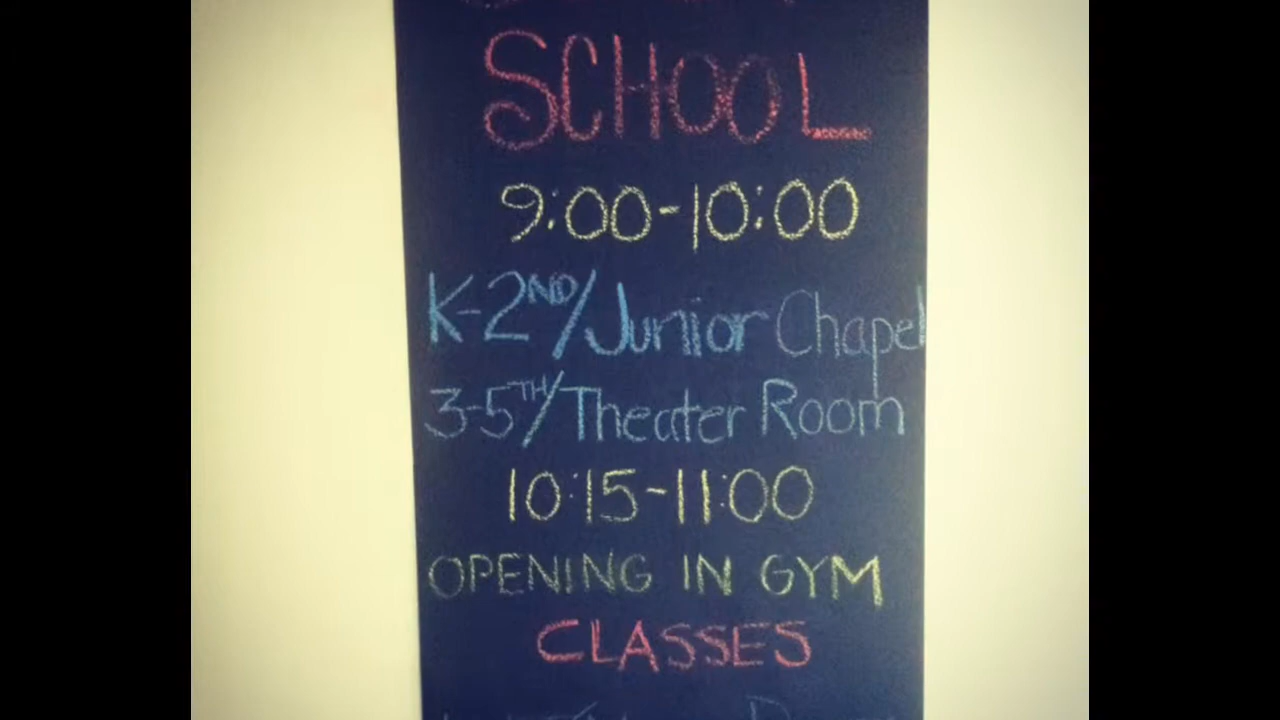 SCHOOL
9:00-10:00
K-2ND/Junior Chapel
3-5TH/Theater Room
10:15-11:00
OPENING IN GYM
CLASSES